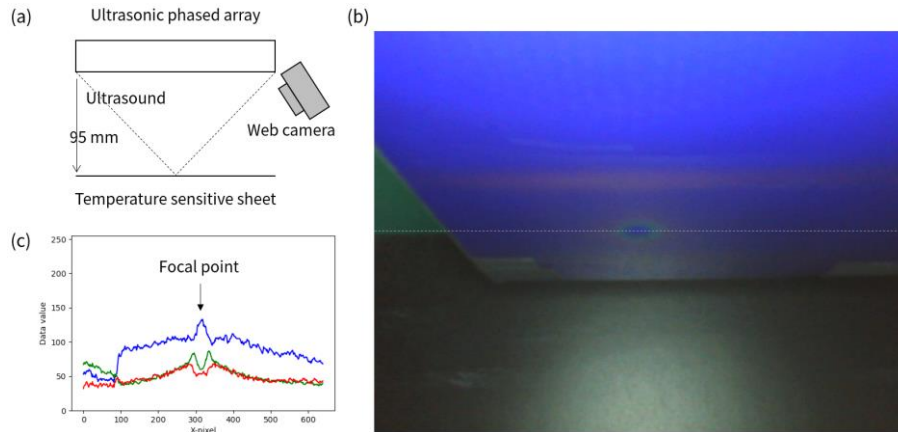 (a)
Ultrasonic phased array
Ultrasound
95 mm
Web camera
Temperature sensitive sheet
(b)
(c)
Focal point
Data value
250
200
150
100
50
0
0 100 200 300 400 500 600
X-pixel